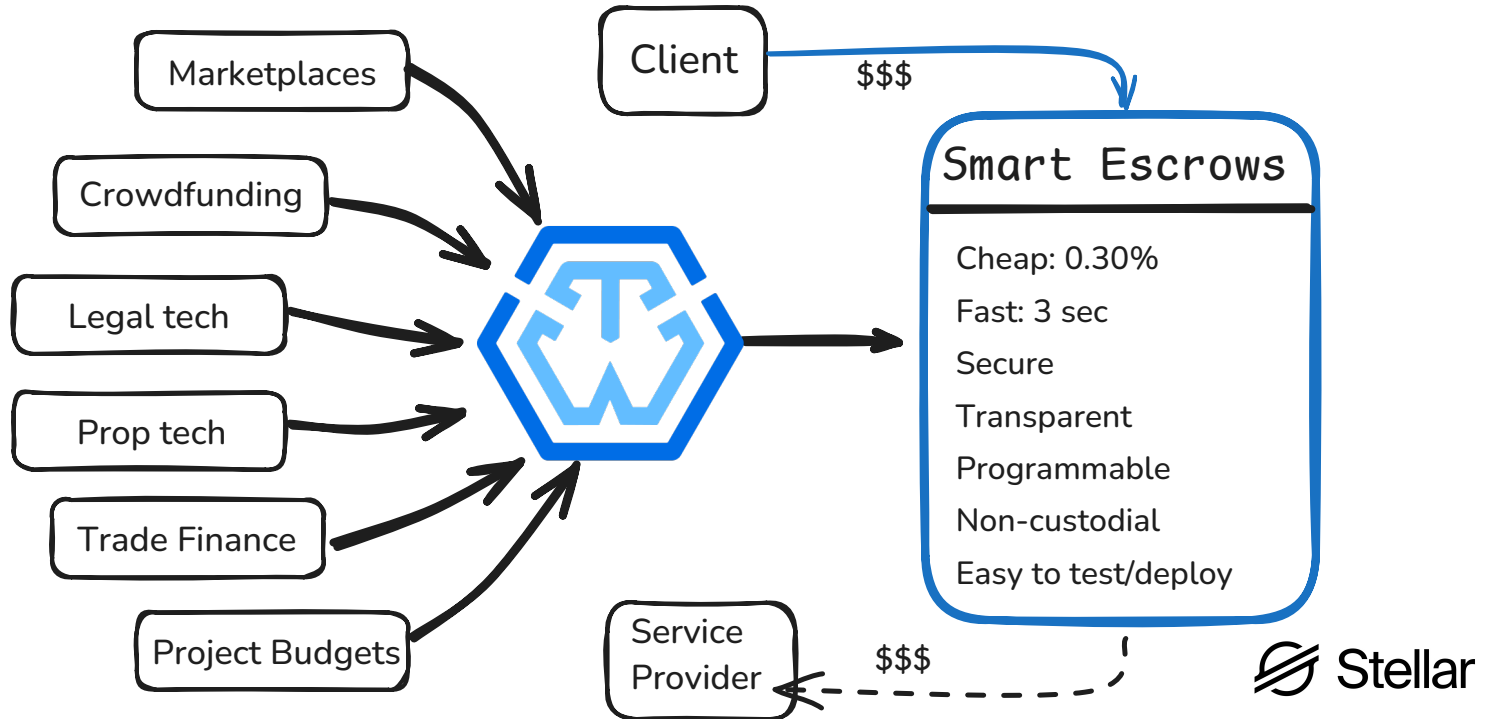 Marketplaces
Crowdfunding
Legal tech
Prop tech
Trade Finance
Project Budgets
TW
Client
$$$
Smart Escrows
Cheap: 0.30%
Fast: 3 sec
Secure
Transparent
Programmable
Non-custodial
Easy to test/deploy
Service
Provider
$$$
Stellar